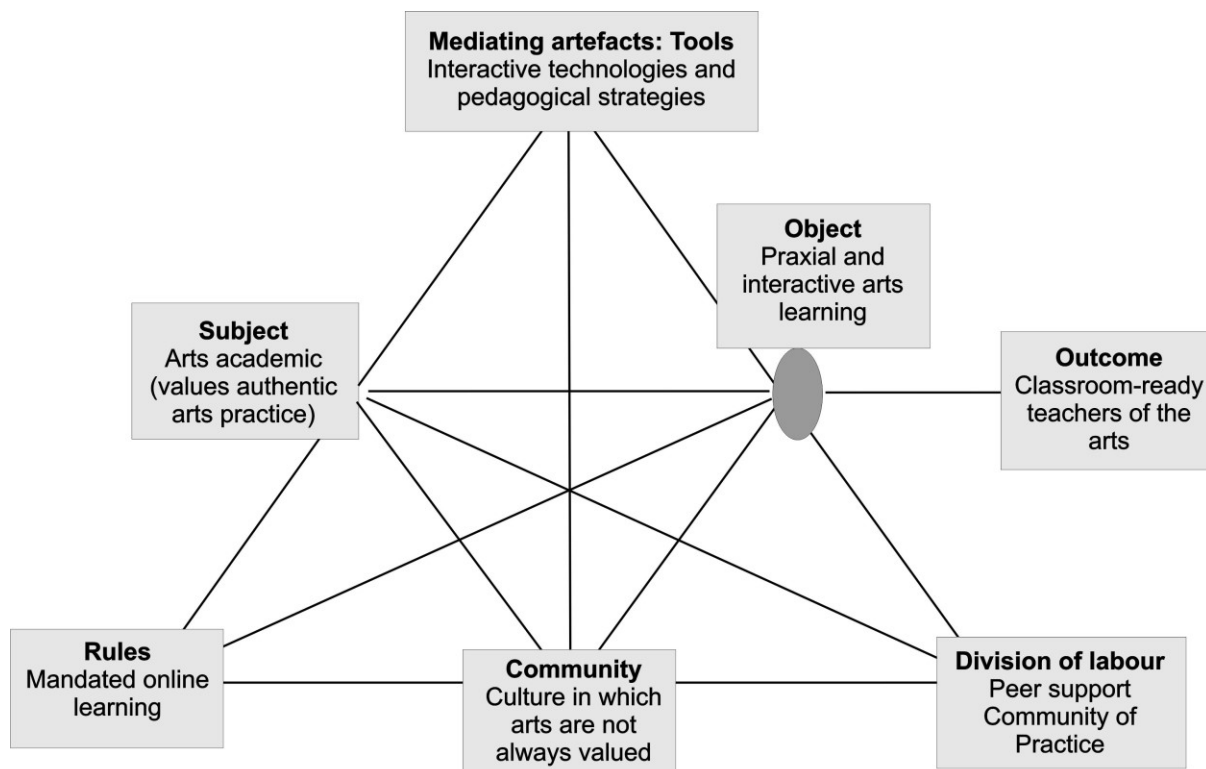 Mediating artefacts: Tools
Interactive technologies and
pedagogical strategies
Object
Praxial and
interactive arts
learning
Subject
Arts academic
(values authentic
arts practice)
Outcome
Classroom-ready
teachers of the
arts
Rules
Mandated online
learning
Community
Culture in which
arts are not
always valued
Division of labour
Peer support
Community of
Practice